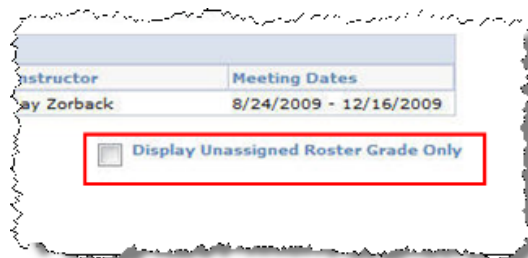 nstructor Meeting Dates
ay Zorback 8/24/2009 - 12/16/2009
Display Unassigned Roster Grade Only